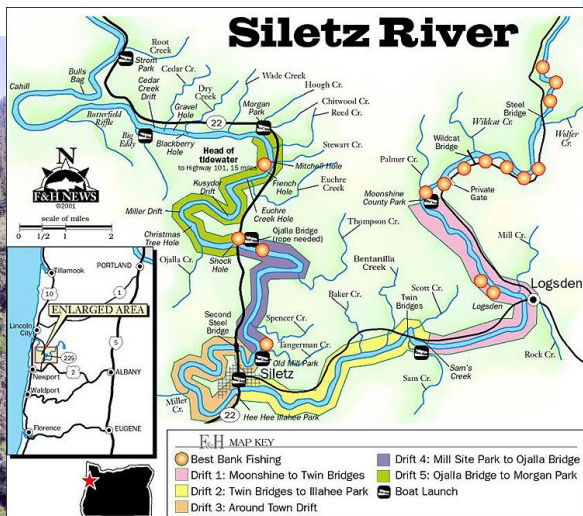 Siletz River
Root
Creek
Strom
Park
Cedar Cr.
Cedar
Creek
Drift
Dry
Creek
Wade Creek
Hough Cr.
Chitwood Cr.
Reed Cr.
Bulls
Bag
Cahill
Butterfield
Riffle
Gravel
Hole
Morgan
Park
22
Big
Eddy
Blackberry
Hole
Stewart Cr.
Head of
tidewater
to Highway 101, 15 miles
Mitchell Hole
Kusydor
Drift
French
Hole
Euchre
Creek
Miller Drift
Euchre
Creek Hole
Christmas
Tree Hole
Ojalla Bridge
(rope needed)
Thompson Cr.
Ojalla Cr.
Shock
Hole
Bentanilla
Creek
Steel
Bridge
Wildcat Cr.
Wolfer
Cr.
Wildcat
Bridge
Palmer Cr.
Private
Gate
Moonshine
County Park
Mill Cr.
Logsden
Logsden
Rock Cr.
Scott Cr.
Twin
Bridges
Baker Cr.
Sam's
Creek
Sam Cr.
Second
Steel
Bridge
Spencer Cr.
Tangerman Cr.
Old Mill Park
Siletz
Miller
Cr.
22
Hee Hee Illahee Park
N
F&H NEWS
©2001
scale of miles
0 1/2 1 2
Tillamook
PORTLAND
10
1
ENLARGED AREA
Lincoln
City
5
229
Newport
2
ALBANY
Waldport
Florence
EUGENE
F&H MAP KEY
Best Bank Fishing
Drift 1: Moonshine to Twin Bridges
Drift 2: Twin Bridges to Illahee Park
Drift 3: Around Town Drift
Drift 4: Mill Site Park to Ojalla Bridge
Drift 5: Ojalla Bridge to Morgan Park
Boat Launch